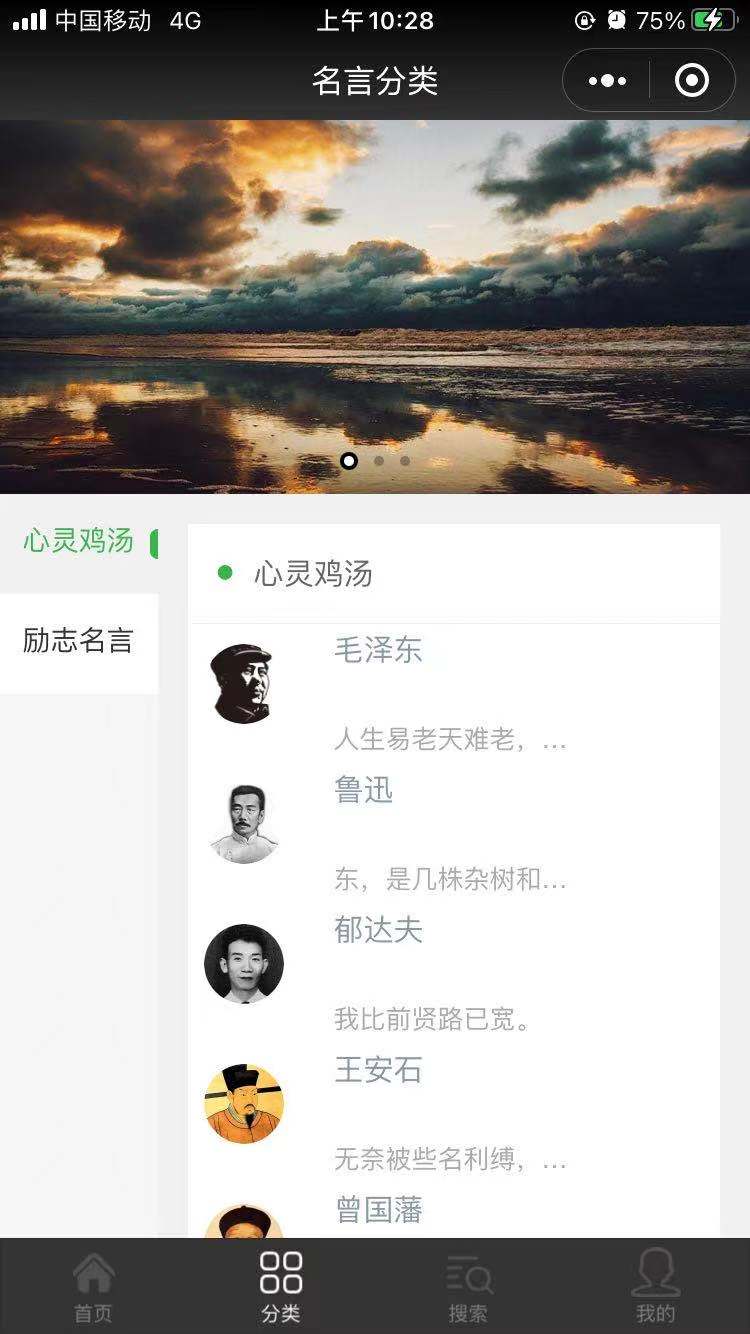 中国移动 4G 上午10:28 75%
名言分类
心灵鸡汤
励志名言
心灵鸡汤
毛泽东
人生易老天难老，...
鲁迅
东，是几株杂树和...
郁达夫
我比前贤路已宽。
王安石
无奈被些名利缚，...
曾国藩
首页 分类 搜索 我的